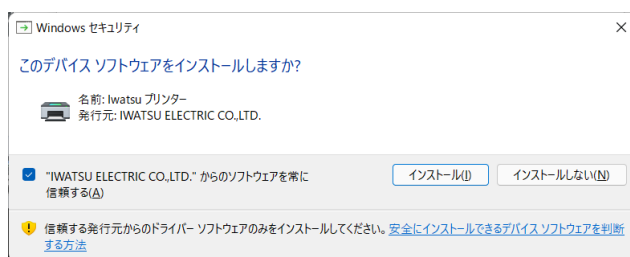 Windows セキュリティ
このデバイス ソフトウェアをインストールしますか?
名前: Iwatsu プリンター
発行元: IWATSU ELECTRIC CO.,LTD.
"IWATSU ELECTRIC CO.,LTD." からのソフトウェアを常に
信頼する(A)
インストール(I)
インストールしない(N)
信頼する発行元からのドライバー ソフトウェアのみをインストールしてください。安全にインストールできるデバイス ソフトウェアを判断
する方法